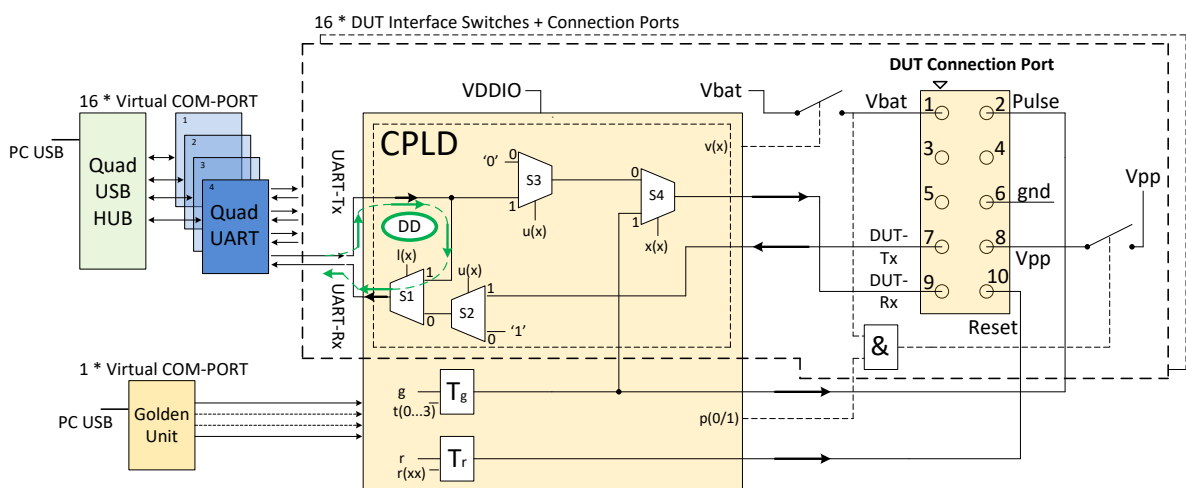 16 * DUT Interface Switches + Connection Ports
DUT Connection Port
16 * Virtual COM-PORT
PC USB
Quad
USB
HUB
1
2
3
4
Quad
UART
UART-Tx
UART-Rx
VDDIO
CPLD
DD
l(x)
S1
1
0
u(x)
S2
1
0
'1'
'0'
0
1
S3
u(x)
0
1
S4
x(x)
v(x)
Vbat
Vbat
1
2
Pulse
3
4
5
6
gnd
DUT-
Tx
7
8
Vpp
Vpp
DUT-
Rx
9
10
Reset
&
p(0/1)
1 * Virtual COM-PORT
PC USB
Golden
Unit
g
t(0...3)
Tg
r
r(xx)
Tr